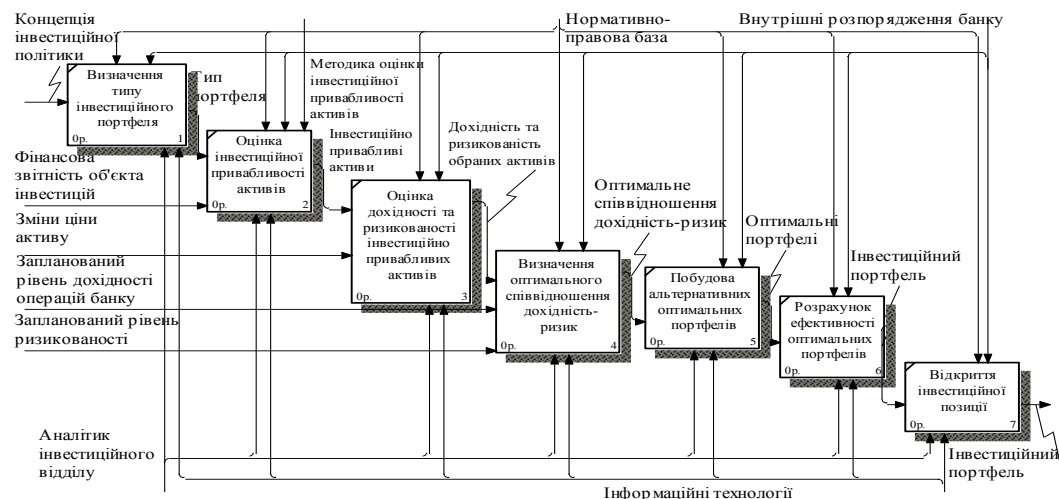 Концепція
інвестиційної
політики
Нормативно-
правова база
Внутрішні розпорядження банку
Визначення
типу
інвестиційного
портфеля
0р.
1
Тип
портфеля
Методика оцінки
інвестиційної
привабливості
активів
Оцінка
інвестиційної
привабливості
активів
0р.
2
Інвестиційно
привабливі
активи
Дохідність та
ризикованість
обраних активів
Фінансова
звітність об'єкта
інвестицій
Зміни ціни
активу
Оцінка
дохідності та
ризикованості
інвестиційно
привабливих
активів
0р.
3
Оптимальне
співвідношення
дохідність-ризик
Запланований
рівень дохідності
операцій банку
Запланований рівень
ризикованості
Визначення
оптимального
співвідношення
дохідність-
ризик
0р.
4
Оптимальні
портфелі
Побудова
альтернативних
оптимальних
портфелів
0р.
5
Інвестиційний
портфель
Розрахунок
ефективності
оптимальних
портфелів
0р.
6
Відкриття
інвестиційної
позиції
0р.
7
Аналітик
інвестиційного
відділу
Інвестиційний
портфель
Інформаційні технології